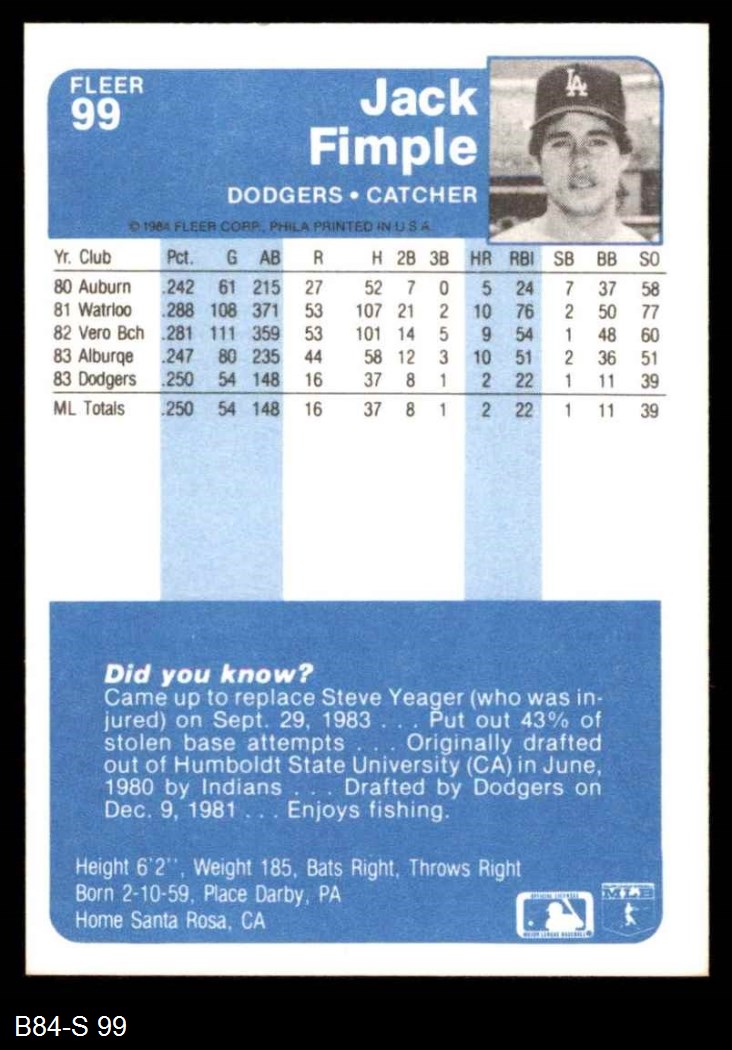 FLEER
99
Jack
Fimple
DODGERS • CATCHER
© 1984 FLEER CORP., PHILA PRINTED IN U S A
LA
Yr. Club Pct. G AB R H 2B 3B HR RBI SB BB SO
80 Auburn .242 61 215 27 52 7 0 5 24 7 37 58
81 Watrloo .288 108 371 53 107 21 2 10 76 2 50 77
82 Vero Bch .281 111 359 53 101 14 5 9 54 1 48 60
83 Alburqe .247 80 235 44 58 12 3 10 51 2 36 51
83 Dodgers .250 54 148 16 37 8 1 2 22 1 11 39
ML Totals .250 54 148 16 37 8 1 2 22 1 11 39
Did you know?
Came up to replace Steve Yeager (who was in-
jured) on Sept. 29, 1983 . . . Put out 43% of
stolen base attempts . . . Originally drafted
out of Humboldt State University (CA) in June,
1980 by Indians . . . Drafted by Dodgers on
Dec. 9, 1981 . . . Enjoys fishing.
Height 6'2'', Weight 185, Bats Right, Throws Right
Born 2-10-59, Place Darby, PA
Home Santa Rosa, CA
OFFICIAL LICENSEE
MAJOR LEAGUE BASEBALL
MLB
B84-S 99